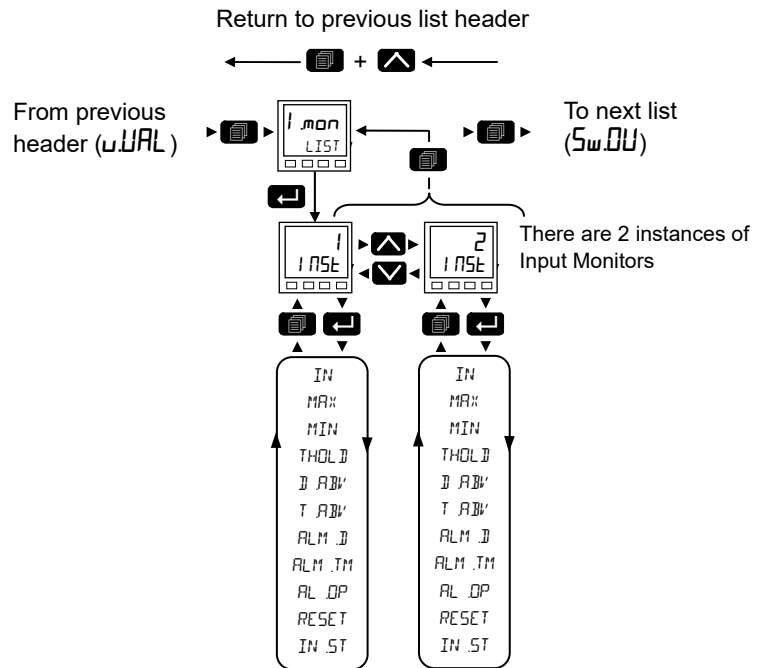 Return to previous list header
+
From previous
header (u.UAL)
1.mon
LIST
To next list
(Sw.OU)
1
INSt
2
INSt
There are 2 instances of
Input Monitors
IN
MAX
MIN
THOLD
D.ABV
T.ABV
ALM.D
ALM.TM
AL.OP
RESET
IN.ST
IN
MAX
MIN
THOLD
D.ABV
T.ABV
ALM.D
ALM.TM
AL.OP
RESET
IN.ST